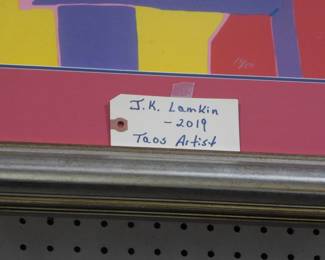 J.K. Lamkin
- 2019
Taos Artist